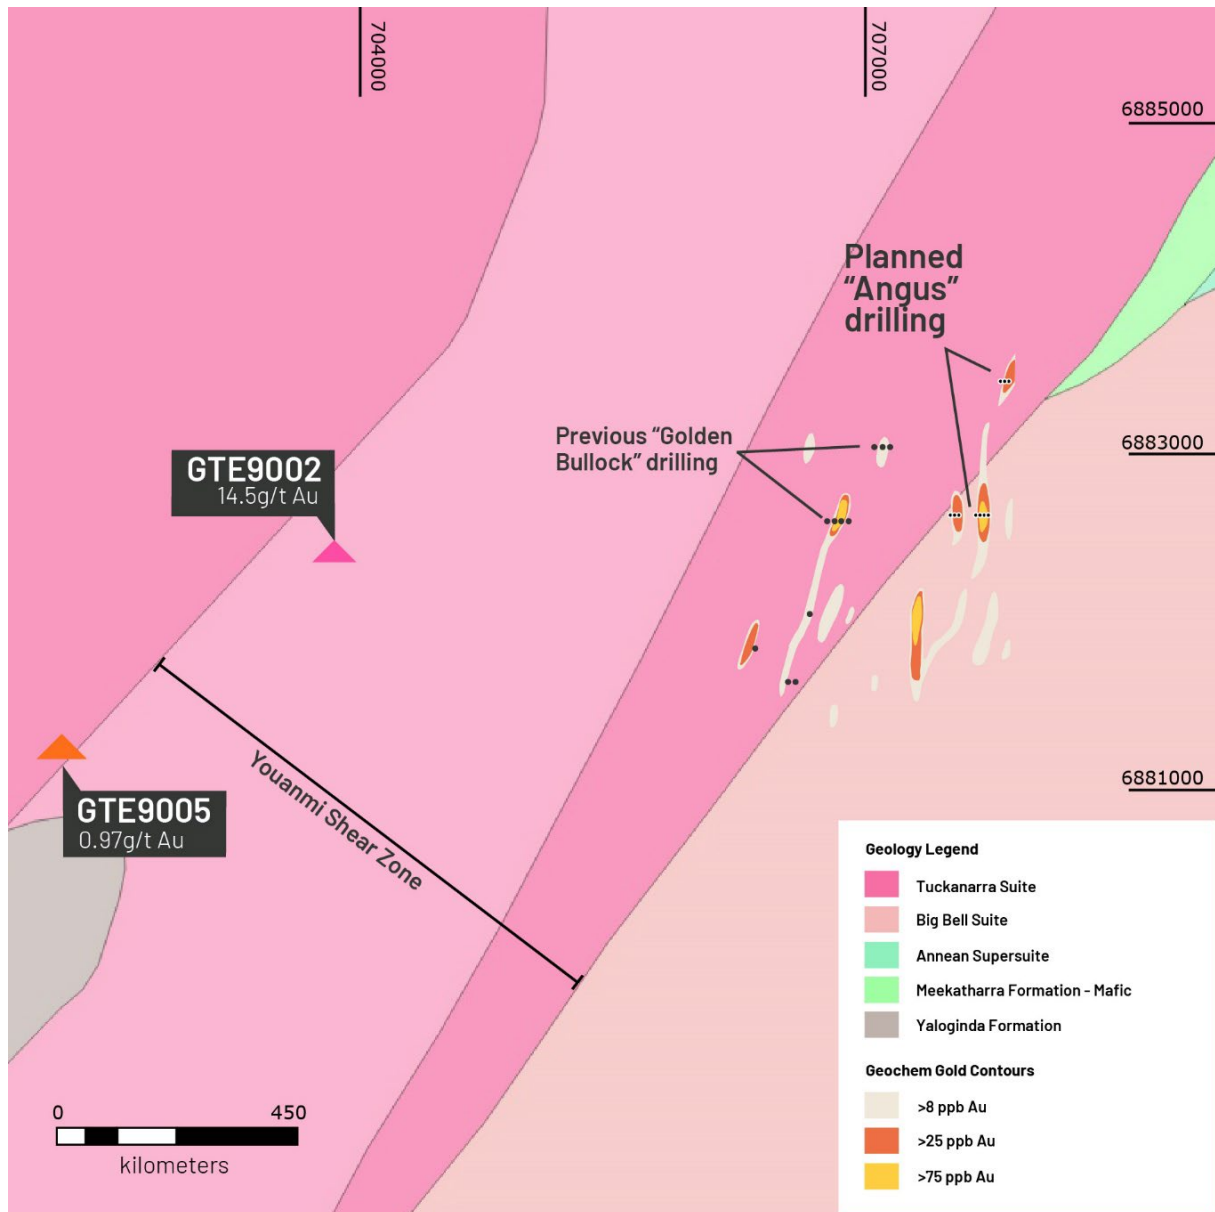 704000
707000
6885000
Planned
“Angus”
drilling
Previous “Golden
Bullock” drilling
6883000
GTE9002
14.5g/t Au
GTE9005
0.97g/t Au
Youanmi Shear Zone
6881000
Geology Legend
Tuckanarra Suite
Big Bell Suite
Annean Supersuite
Meekatharra Formation - Mafic
Yaloginda Formation
Geochem Gold Contours
>8 ppb Au
>25 ppb Au
>75 ppb Au
0 450
kilometers